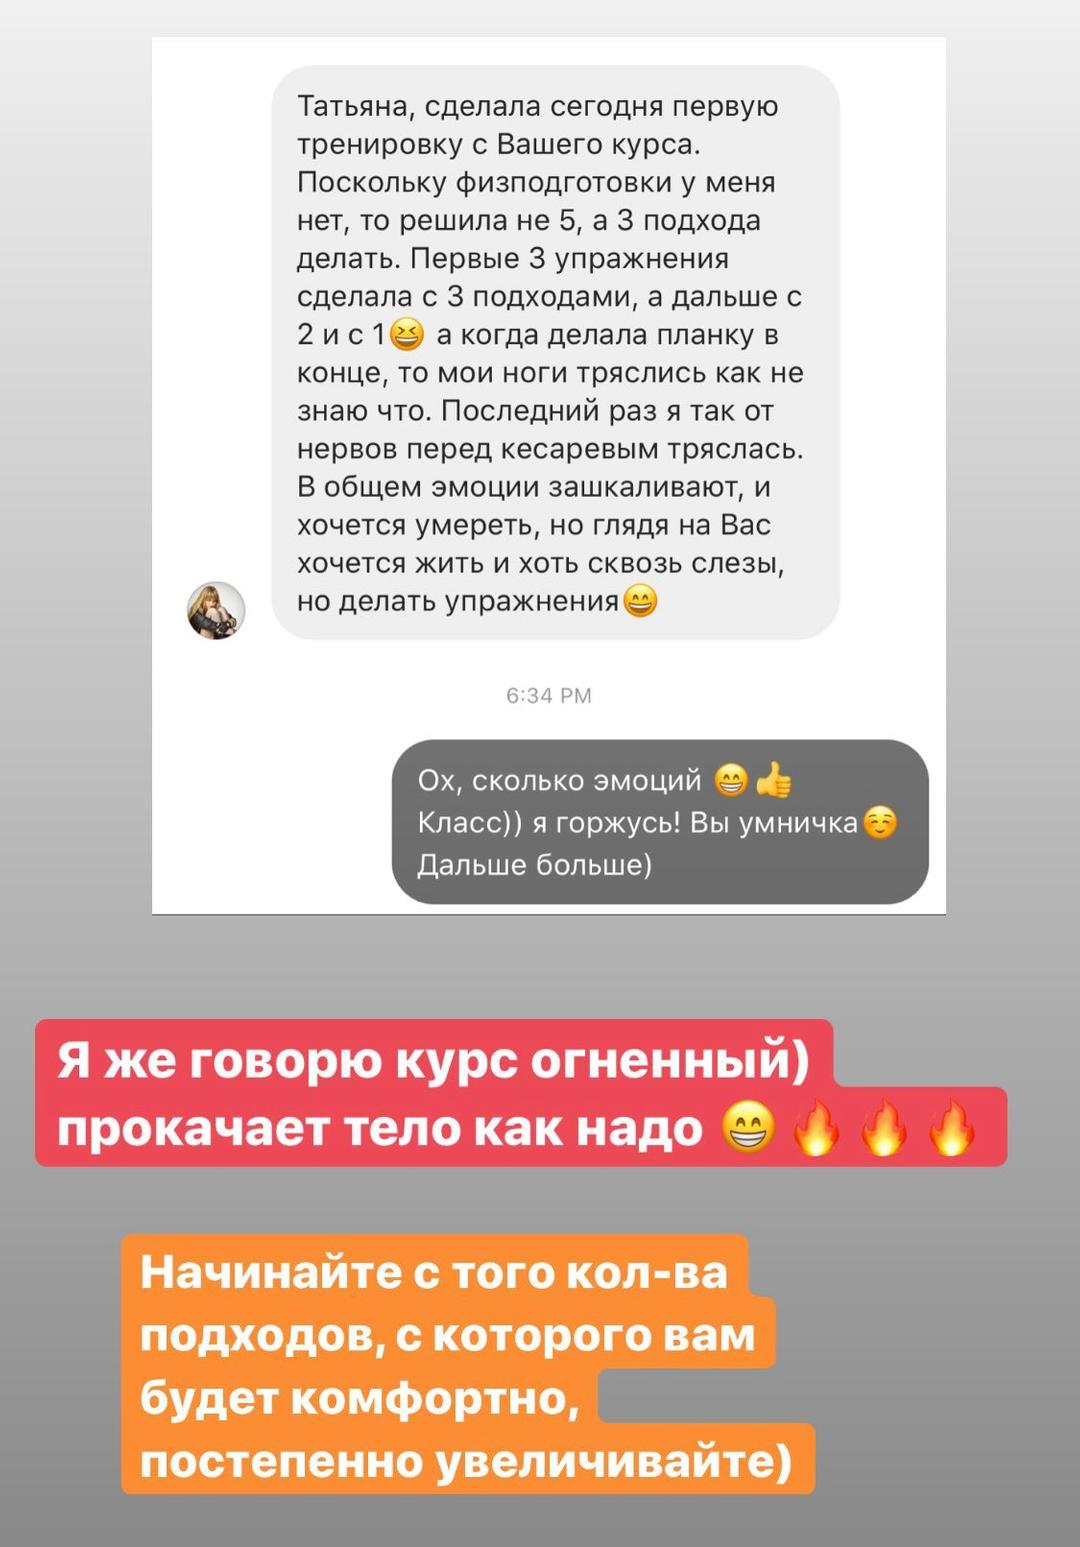 Татьяна, сделала сегодня первую
тренировку с Вашего курса.
Поскольку физподготовки у меня
нет, то решила не 5, а 3 подхода
делать. Первые 3 упражнения
сделала с 3 подходами, а дальше с
2 и с 1😆 а когда делала планку в
конце, то мои ноги тряслись как не
знаю что. Последний раз я так от
нервов перед кесаревым тряслась.
В общем эмоции зашкаливают, и
хочется умереть, но глядя на Вас
хочется жить и хоть сквозь слезы,
но делать упражнения😄
6:34 PM
Ох, сколько эмоций 😁👍
Класс)) я горжусь! Вы умничка☺️
Дальше больше)
Я же говорю курс огненный)
прокачает тело как надо 😁🔥🔥🔥
Начинайте с того кол-ва
подходов, с которого вам
будет комфортно,
постепенно увеличивайте)